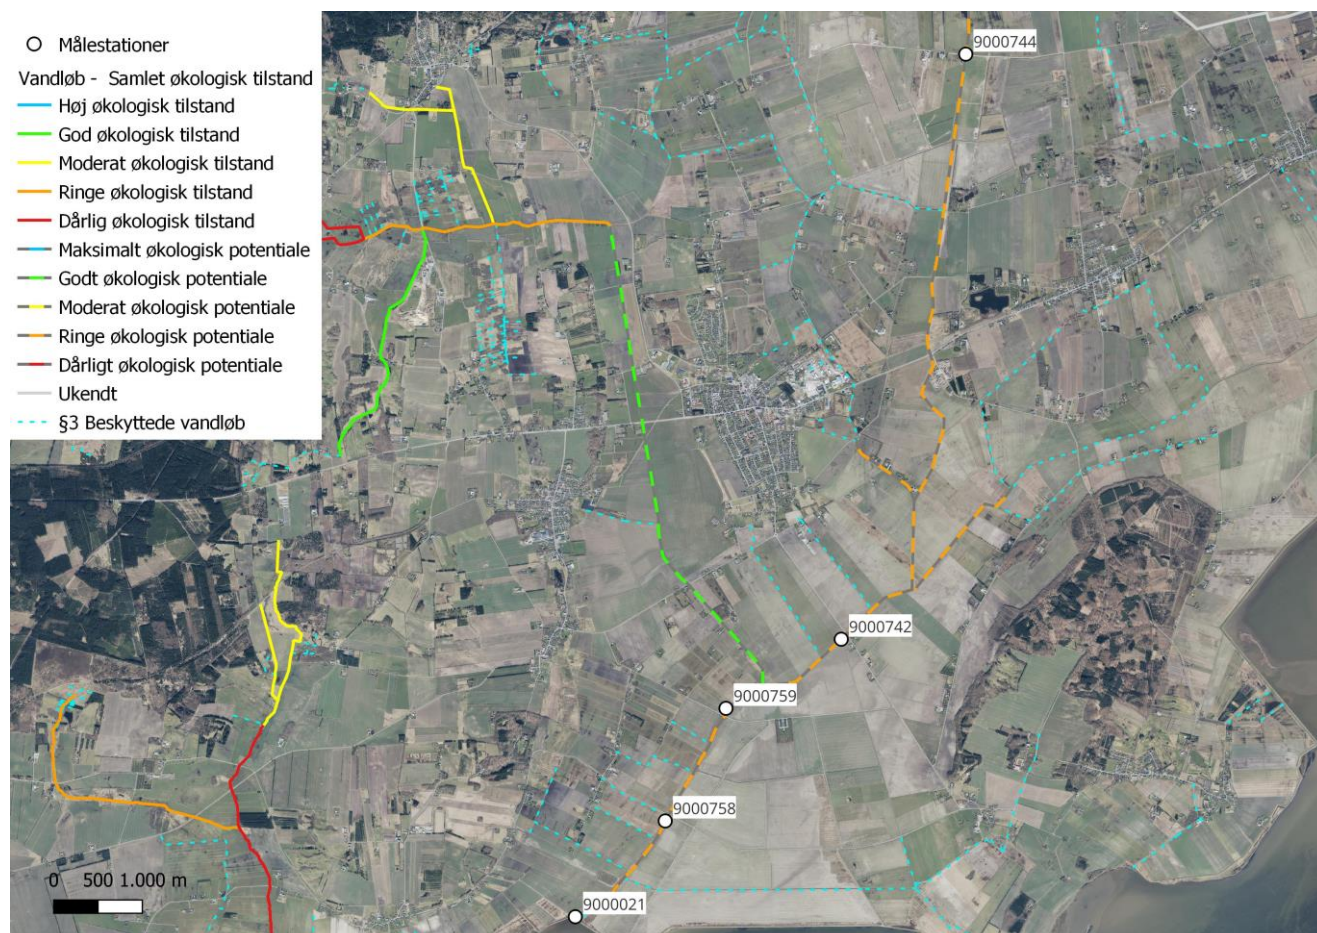 Målestationer
Vandløb - Samlet økologisk tilstand
Høj økologisk tilstand
God økologisk tilstand
Moderat økologisk tilstand
Ringe økologisk tilstand
Dårlig økologisk tilstand
Maksimalt økologisk potentiale
Godt økologisk potentiale
Moderat økologisk potentiale
Ringe økologisk potentiale
Dårligt økologisk potentiale
Ukendt
§3 Beskyttede vandløb
9000744
9000742
9000759
9000758
9000021
0 500 1.000 m